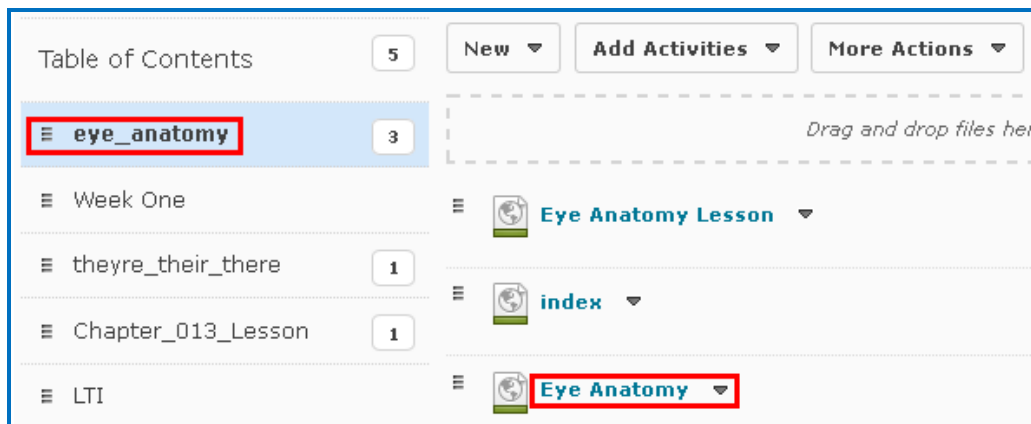 Table of Contents 5
eye_anatomy 3
Week One
theyre_their_there 1
Chapter_013_Lesson 1
LTI
New Add Activities More Actions
Drag and drop files her
Eye Anatomy Lesson
index
Eye Anatomy